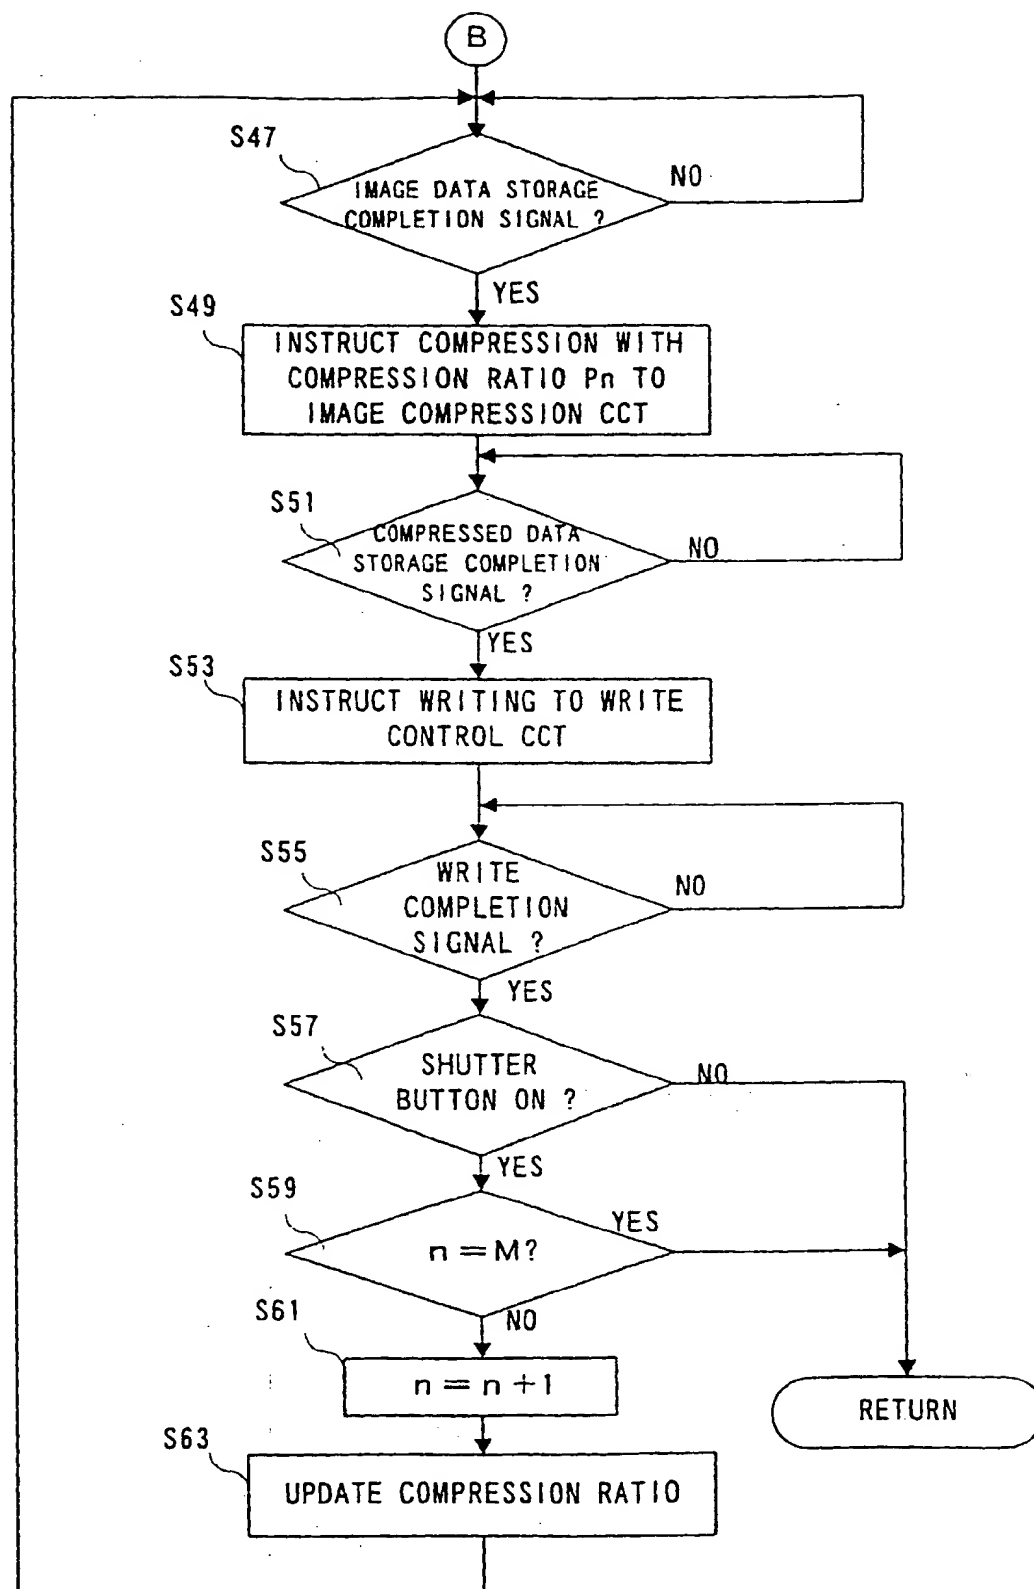 B
S47
IMAGE DATA STORAGE
COMPLETION SIGNAL ?
NO
YES
S49
INSTRUCT COMPRESSION WITH
COMPRESSION RATIO Pn TO
IMAGE COMPRESSION CCT
S51
COMPRESSED DATA
STORAGE COMPLETION
SIGNAL ?
NO
YES
S53
INSTRUCT WRITING TO WRITE
CONTROL CCT
S55
WRITE
COMPLETION
SIGNAL ?
NO
YES
S57
SHUTTER
BUTTON ON ?
NO
YES
S59
n = M?
YES
NO
S61
n = n + 1
RETURN
S63
UPDATE COMPRESSION RATIO